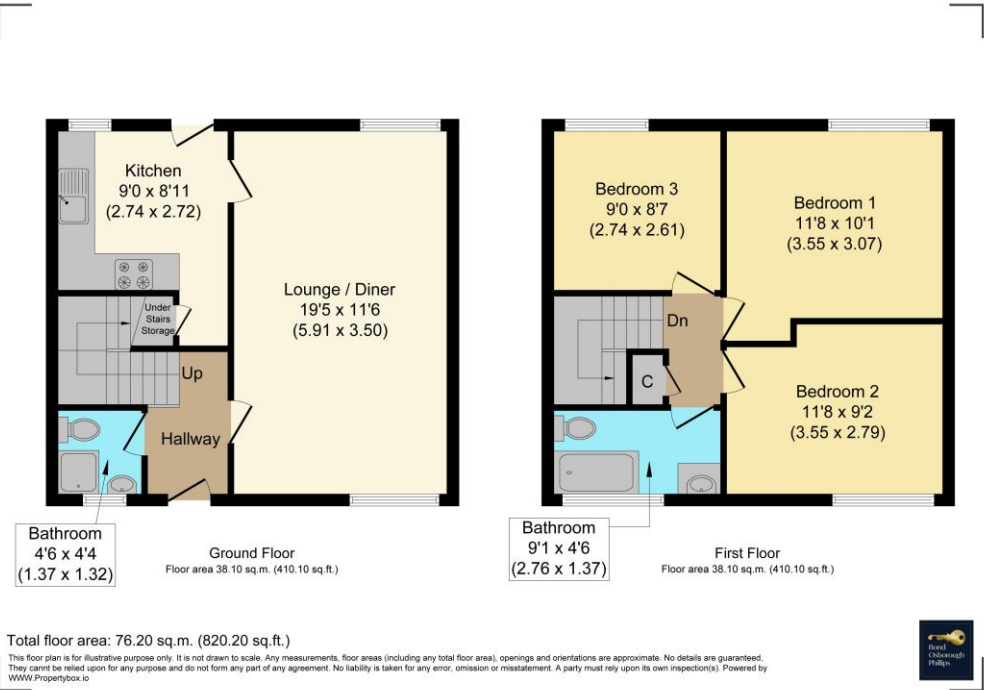 Kitchen
9'0 x 8'11
(2.74 x 2.72)
Lounge / Diner
19'5 x 11'6
(5.91 x 3.50)
Under
Stairs
Storage
Up
Hallway
Bathroom
4'6 x 4'4
(1.37 x 1.32)
Ground Floor
Floor area 38.10 sq.m. (410.10 sq.ft.)
Bedroom 3
9'0 x 8'7
(2.74 x 2.61)
Bedroom 1
11'8 x 10'1
(3.55 x 3.07)
Dn
C
Bedroom 2
11'8 x 9'2
(3.55 x 2.79)
Bathroom
9'1 x 4'6
(2.76 x 1.37)
First Floor
Floor area 38.10 sq.m. (410.10 sq.ft.)
Total floor area: 76.20 sq.m. (820.20 sq.ft.)
This floor plan is for illustrative purpose only. It is not drawn to scale. Any measurements, floor areas (including any total floor area), openings and orientations are approximate. No details are guaranteed,
They cannt be relied upon for any purpose and do not form any part of any agreement. No liability is taken for any error, omission or misstatement. A party must rely upon its own inspection(s). Powered by
WWW.Propertybox.io
Bond
Oxborough
Phillips